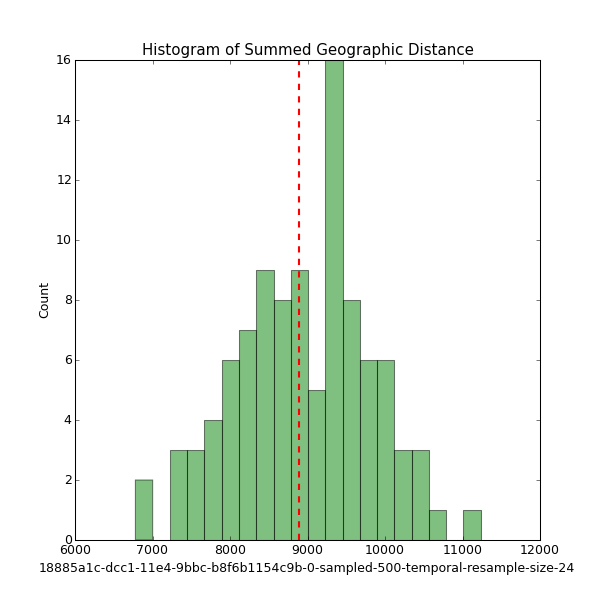 Histogram of Summed Geographic Distance
16
14
12
10
8
6
4
2
0
Count
6000 7000 8000 9000 10000 11000 12000
18885a1c-dcc1-11e4-9bbc-b8f6b1154c9b-0-sampled-500-temporal-resample-size-24